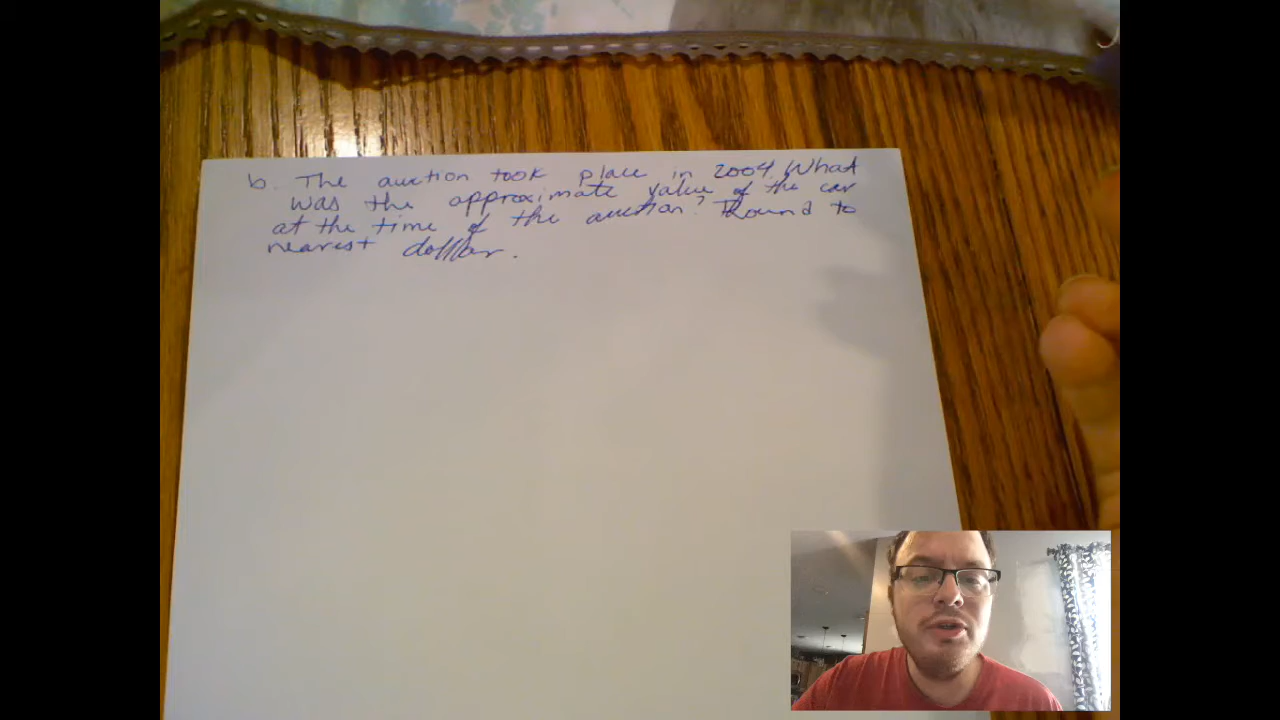 b. The auction took place in 2004. What
was the approximate value of the car
at the time of the auction? Round to
nearest dollar.